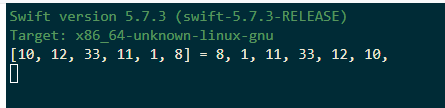 Swift version 5.7.3 (swift-5.7.3-RELEASE)
Target: x86_64-unknown-linux-gnu
[10, 12, 33, 11, 1, 8] = 8, 1, 11, 33, 12, 10,